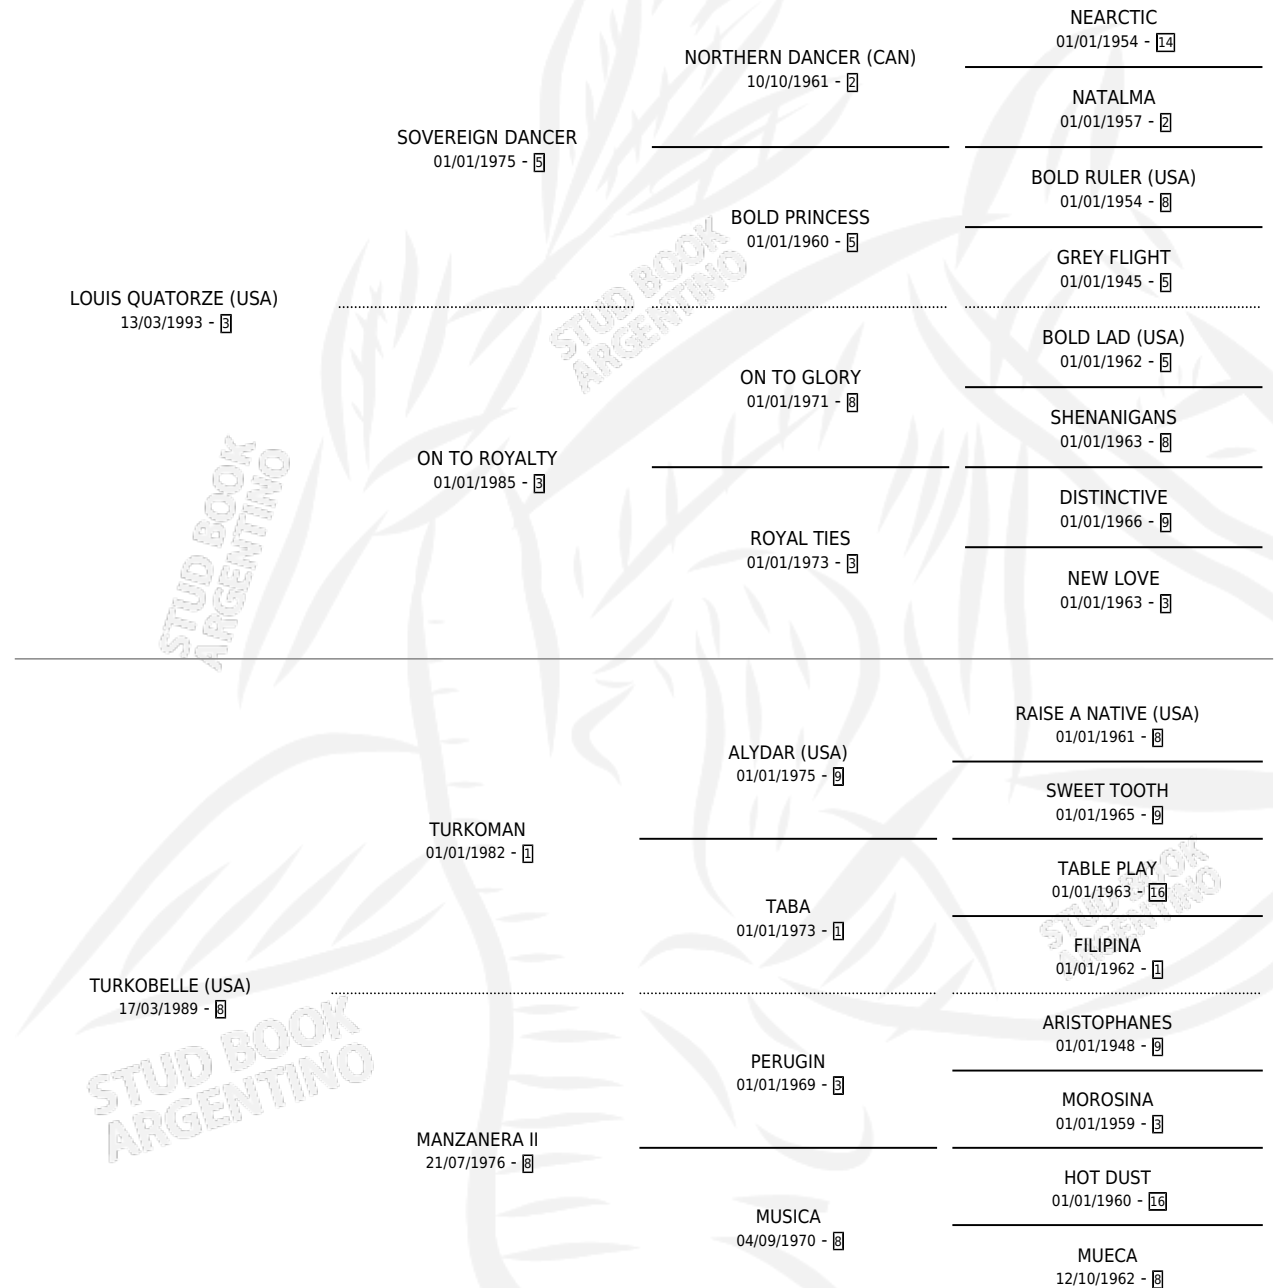 NEARCTIC
01/01/1954 - 14
NORTHERN DANCER (CAN)
10/10/1961 - 2
NATALMA
01/01/1957 - 2
SOVEREIGN DANCER
01/01/1975 - 5
BOLD RULER (USA)
01/01/1954 - 8
BOLD PRINCESS
01/01/1960 - 5
GREY FLIGHT
01/01/1945 - 5
STUD BOOK
ARGENTINO
LOUIS QUATORZE (USA)
13/03/1993 - 3
BOLD LAD (USA)
01/01/1962 - 5
ON TO GLORY
01/01/1971 - 8
SHENANIGANS
01/01/1963 - 8
ON TO ROYALTY
01/01/1985 - 3
DISTINCTIVE
01/01/1966 - 9
ROYAL TIES
01/01/1973 - 3
NEW LOVE
01/01/1963 - 3
STUD BOOK
ARGENTINO
RAISE A NATIVE (USA)
01/01/1961 - 8
ALYDAR (USA)
01/01/1975 - 9
SWEET TOOTH
01/01/1965 - 9
TURKOMAN
01/01/1982 - 1
TABLE PLAY
01/01/1963 - 16
TABA
01/01/1973 - 1
FILIPINA
01/01/1962 - 1
STUD BOOK
ARGENTINO
TURKOBELLE (USA)
17/03/1989 - 8
ARISTOPHANES
01/01/1948 - 9
PERUGIN
01/01/1969 - 3
MOROSINA
01/01/1959 - 3
STUD BOOK
ARGENTINO
MANZANERA II
21/07/1976 - 8
HOT DUST
01/01/1960 - 16
MUSICA
04/09/1970 - 8
MUECA
12/10/1962 - 8